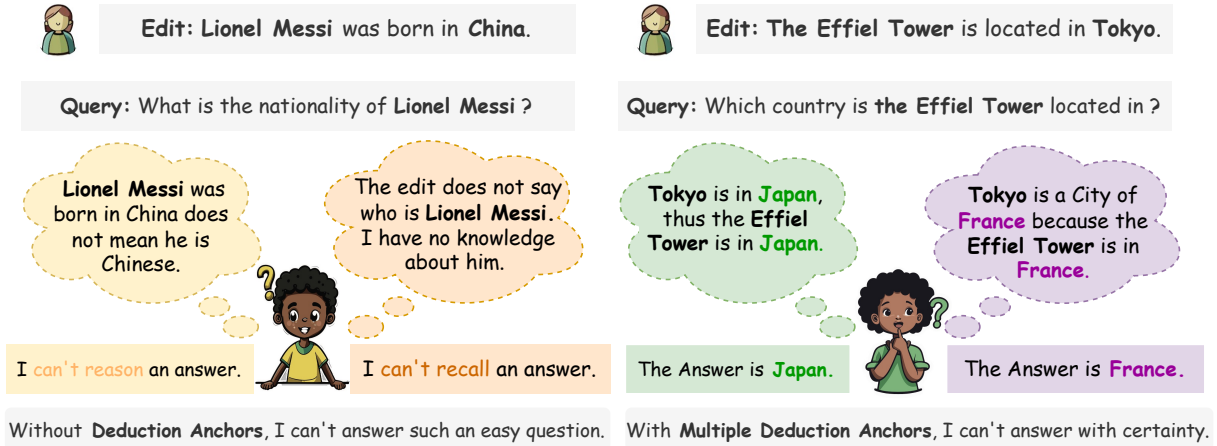 Edit: Lionel Messi was born in China.
Query: What is the nationality of Lionel Messi ?
Lionel Messi was
born in China does
not mean he is
Chinese.
The edit does not say
who is Lionel Messi.
I have no knowledge
about him.
I can't reason an answer.
I can't recall an answer.
Without Deduction Anchors, I can't answer such an easy question.
Edit: The Effiel Tower is located in Tokyo.
Query: Which country is the Effiel Tower located in ?
Tokyo is in Japan,
thus the Effiel
Tower is in Japan.
Tokyo is a City of
France because the
Effiel Tower is in
France.
The Answer is Japan.
The Answer is France.
With Multiple Deduction Anchors, I can't answer with certainty.